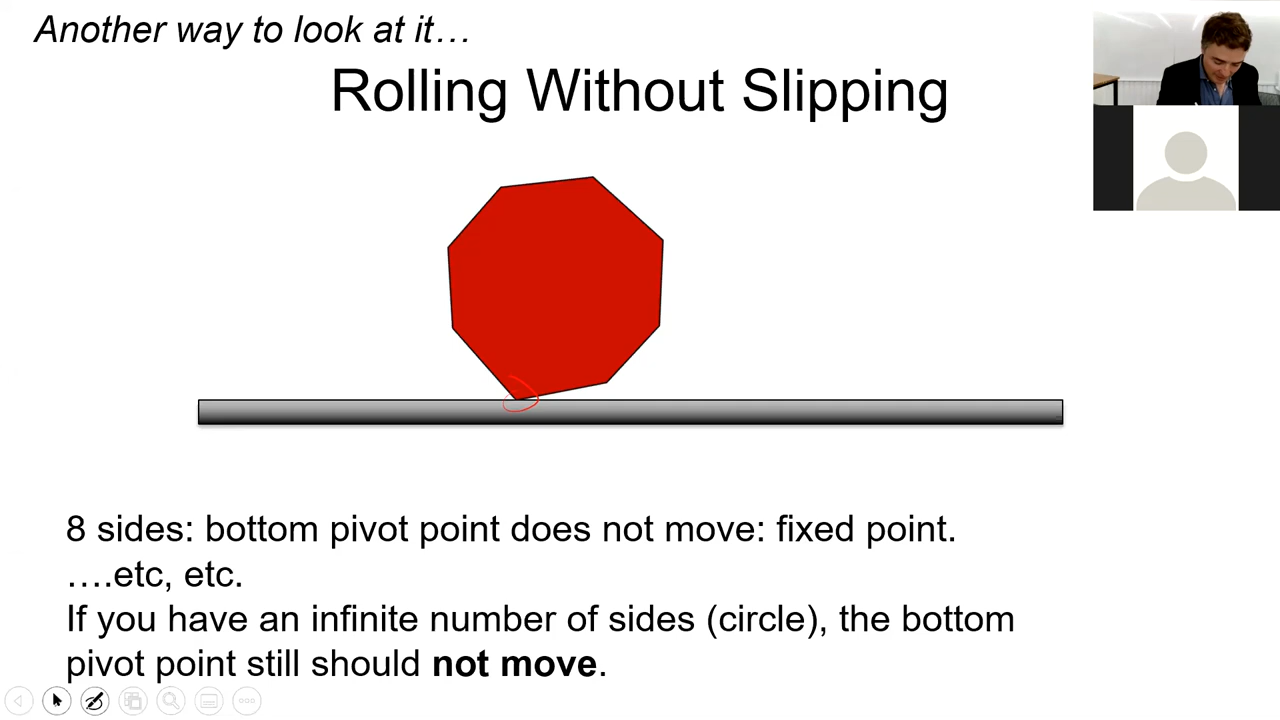 Another way to look at it…
Rolling Without Slipping
8 sides: bottom pivot point does not move: fixed point.
….etc, etc.
If you have an infinite number of sides (circle), the bottom
pivot point still should not move.